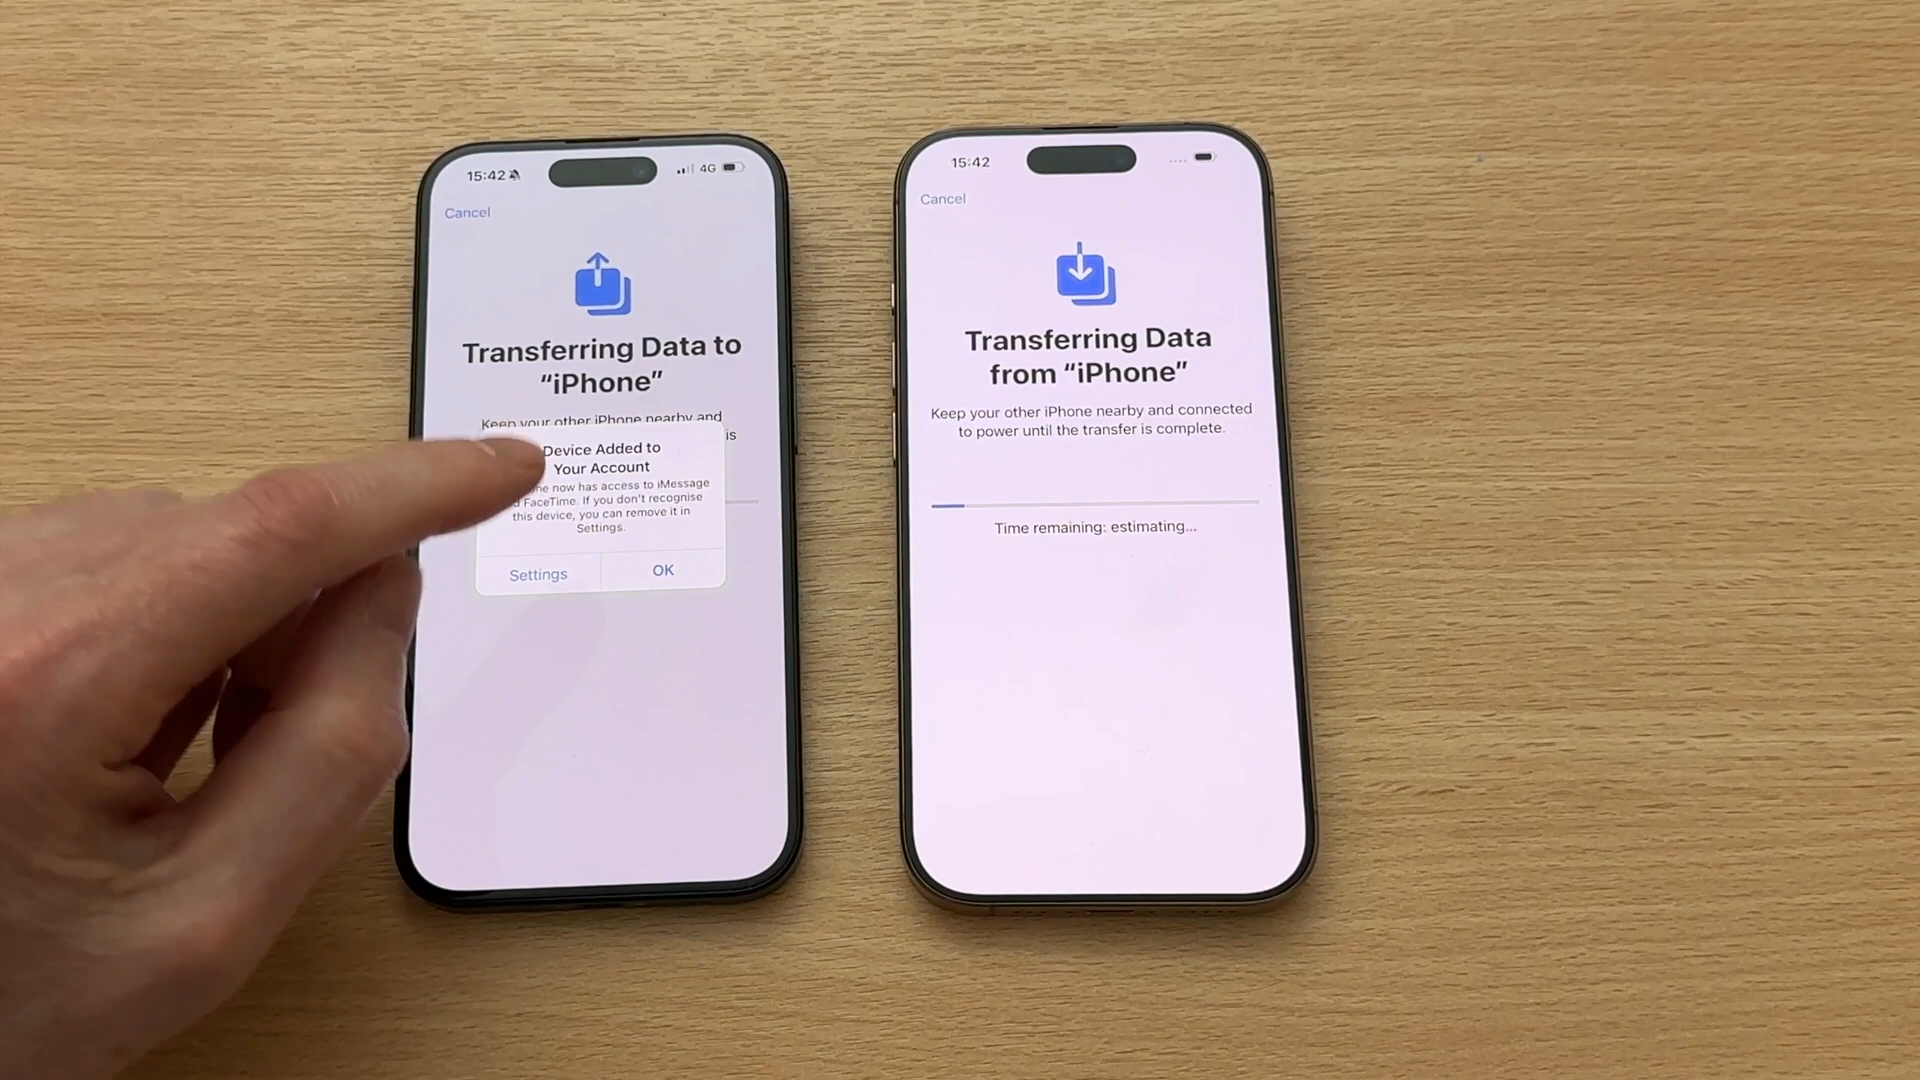 15:42
4G
Cancel
Transferring Data to
“iPhone”
Keep your other iPhone nearby and
is
Device Added to
Your Account
now has access to iMessage
FaceTime. If you don't recognise
this device, you can remove it in
Settings.
Settings
OK
15:42
Cancel
Transferring Data
from “iPhone”
Keep your other iPhone nearby and connected
to power until the transfer is complete.
Time remaining: estimating...